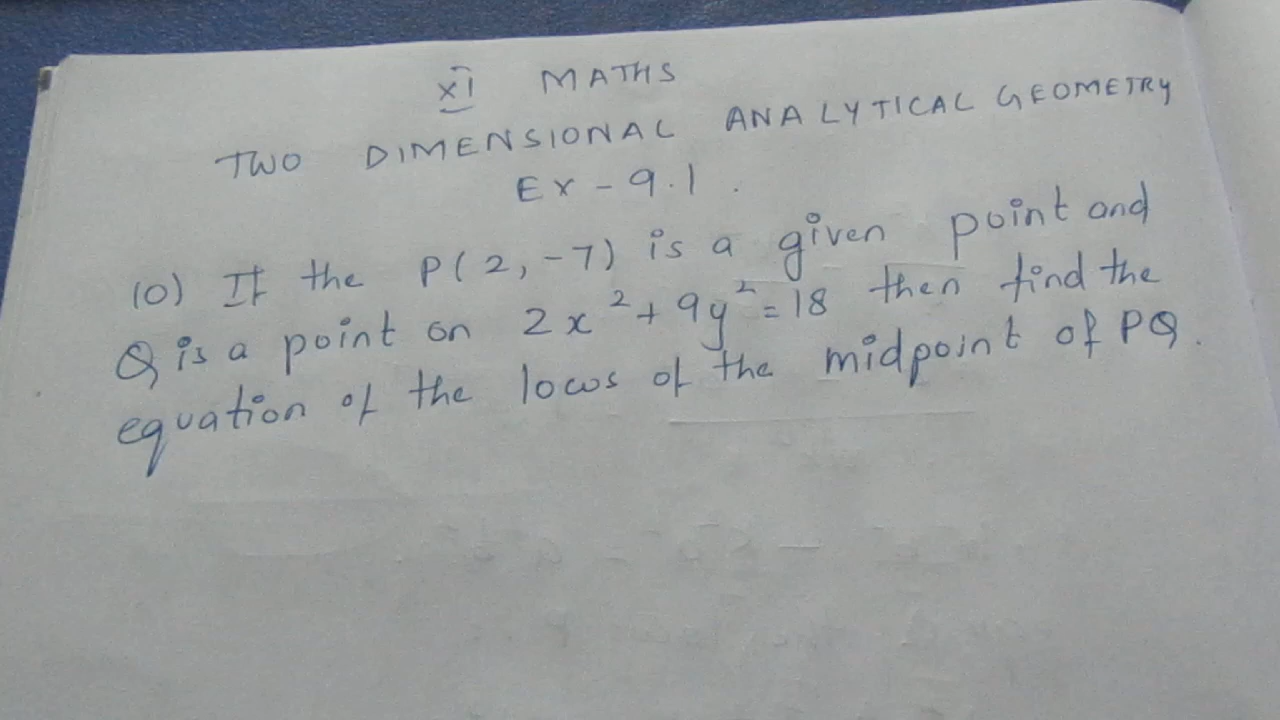 XI MATHS
TWO DIMENSIONAL ANALYTICAL GEOMETRY
EX - 9.1.
(0) If the P(2, -7) is a given point and
Q is a point on 2x² + 9y² = 18 then find the
equation of the locus of the midpoint of PQ.